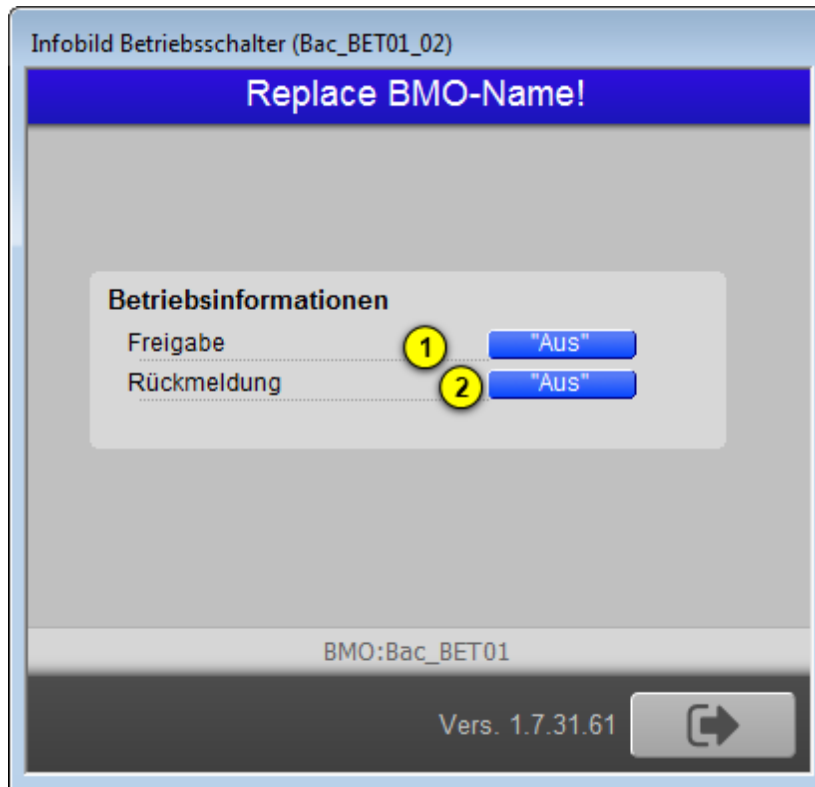 Infobild Betriebsschalter (Bac_BET01_02)
Replace BMO-Name!
Betriebsinformationen
Freigabe 1 "Aus"
Rückmeldung 2 "Aus"
BMO:Bac_BET01
Vers. 1.7.31.61